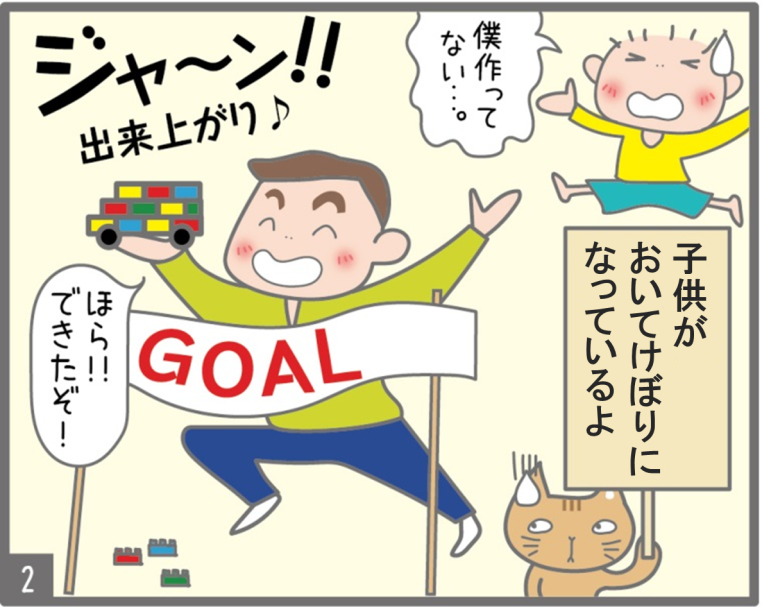 ジャ〜ン!!
出来上がり♪
僕作って
ない…。
ほら!!
できたぞ!
GOAL
子供が
おいてけぼりに
なっているよ
2